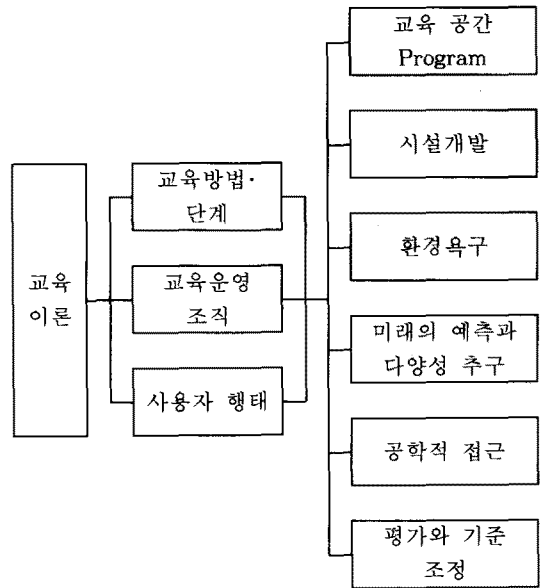 교육
이론
교육방법·
단계
교육운영
조직
사용자 행태
교육 공간
Program
시설개발
환경욕구
미래의 예측과
다양성 추구
공학적 접근
평가와 기준
조정